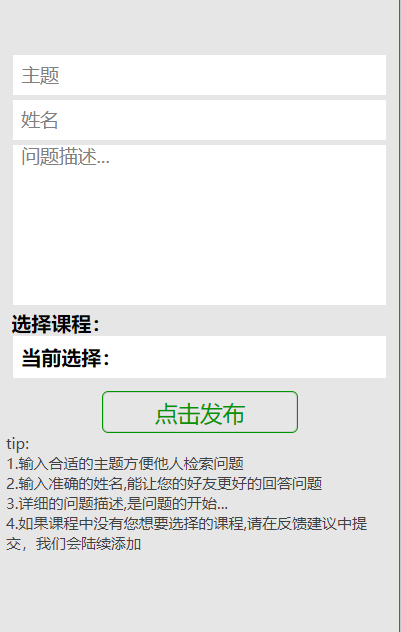 主题
姓名
问题描述...
选择课程：
当前选择：
点击发布
tip:
1.输入合适的主题方便他人检索问题
2.输入准确的姓名,能让您的好友更好的回答问题
3.详细的问题描述,是问题的开始...
4.如果课程中没有您想要选择的课程,请在反馈建议中提
交，我们会陆续添加